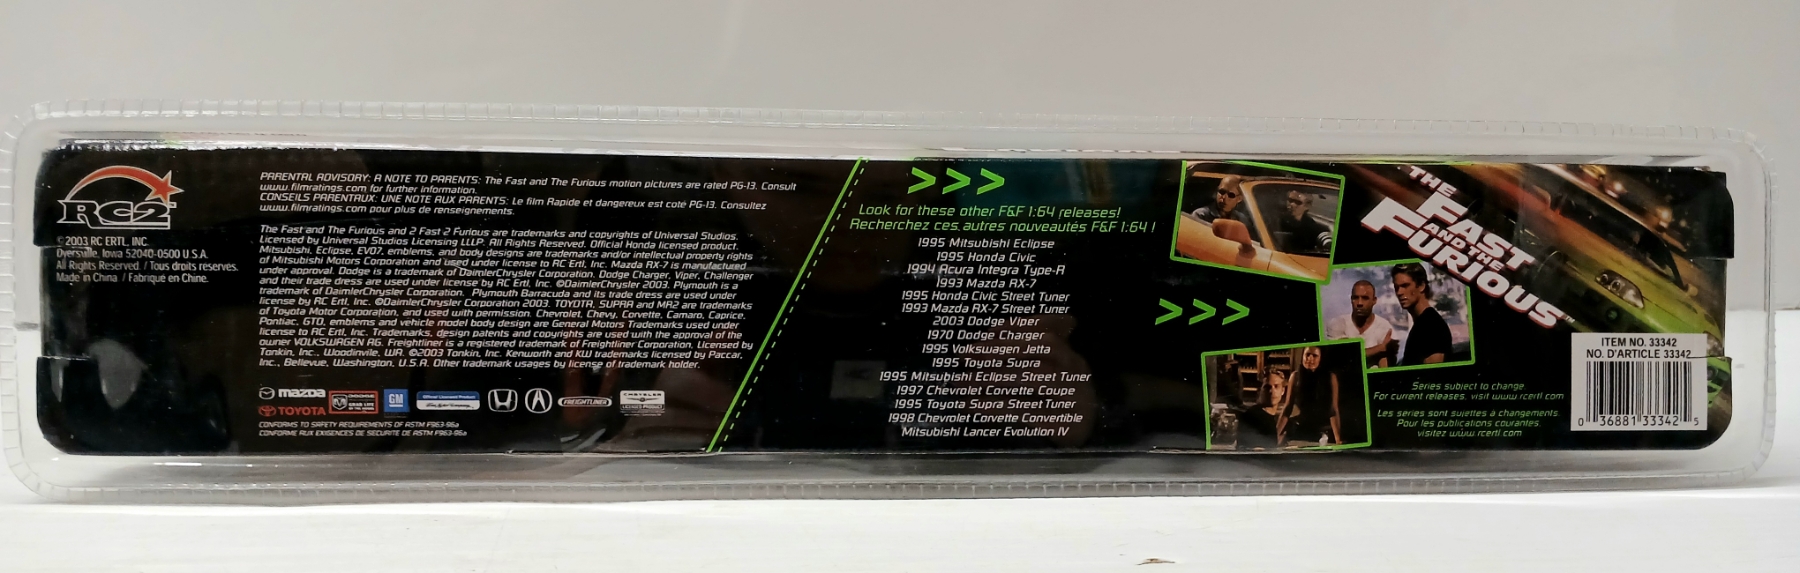 RC2
© 2003 RC ERTL, INC.
Dyersville, Iowa 52040-0500 U.S.A.
All Rights Reserved. / Tous droits reserves.
Made in China / Fabriqué en Chine.
PARENTAL ADVISORY: A NOTE TO PARENTS: The Fast and The Furious motion pictures are rated PG-13. Consult
www.filmratings.com for further information.
CONSEILS PARENTAUX: UNE NOTE AUX PARENTS: Le film Rapide et dangereux est coté PG-13. Consultez
www.filmratings.com pour plus de renseignements.
The Fast and The Furious and 2 Fast 2 Furious are trademarks and copyrights of Universal Studios.
Licensed by Universal Studios Licensing LLLP. All Rights Reserved. Official Honda licensed product.
Mitsubishi, Eclipse, EVO7, emblems, and body designs are trademarks and/or intellectual property rights
of Mitsubishi Motors Corporation and used under license to RC Ertl, Inc. Mazda RX-7 is manufactured
under approval. Dodge is a trademark of DaimlerChrysler Corporation. Dodge Charger, Viper, Challenger
and their trade dress are used under license by RC Ertl, Inc. ©DaimlerChrysler 2003. Plymouth is a
trademark of DaimlerChrysler Corporation. Plymouth Barracuda and its trade dress are used under
license by RC Ertl, Inc. ©DaimlerChrysler Corporation 2003. TOYOTA, SUPRA and MR2 are trademarks
of Toyota Motor Corporation, and used with permission. Chevrolet, Chevy, Corvette, Camaro, Caprice,
Pontiac, GTO, emblems and vehicle model body design are General Motors Trademarks used under
license to RC Ertl, Inc. Trademarks, design patents and copyrights are used with the approval of the
owner VOLKSWAGEN AG. Freightliner is a registered trademark of Freightliner Corporation. Licensed by
Tonkin, Inc., Woodinville, WA. ©2003 Tonkin, Inc. Kenworth and KW trademarks licensed by Paccar,
Inc., Bellevue, Washington, U.S.A. Other trademark usages by license of trademark holder.
mazda
DODGE
GM
Official Licensed Product
FREIGHTLINER
CHRYSLER
TOYOTA
CONFORMS TO SAFETY REQUIREMENTS OF ASTM F963-96a
CONFORME AUX EXIGENCES DE SECURITE DE ASTM F963-96a
>>>
Look for these other F&F 1:64 releases!
Recherchez ces autres nouveautés F&F 1:64 !
1995 Mitsubishi Eclipse
1995 Honda Civic
1994 Acura Integra Type-R
1993 Mazda RX-7
1995 Honda Civic Street Tuner
1993 Mazda RX-7 Street Tuner
2003 Dodge Viper
1970 Dodge Charger
1995 Volkswagen Jetta
1995 Toyota Supra
1995 Mitsubishi Eclipse Street Tuner
1997 Chevrolet Corvette Coupe
1995 Toyota Supra Street Tuner
1998 Chevrolet Corvette Convertible
Mitsubishi Lancer Evolution IV
>>>
THE
FAST
AND THE
FURIOUS™
Series subject to change.
For current releases, visit www.rcertl.com
Les series sont sujettes à changements.
Pour les publications courantes,
visitez www.rcertl.com
ITEM NO. 33342
NO. D'ARTICLE 33342
0 36881 33342 5